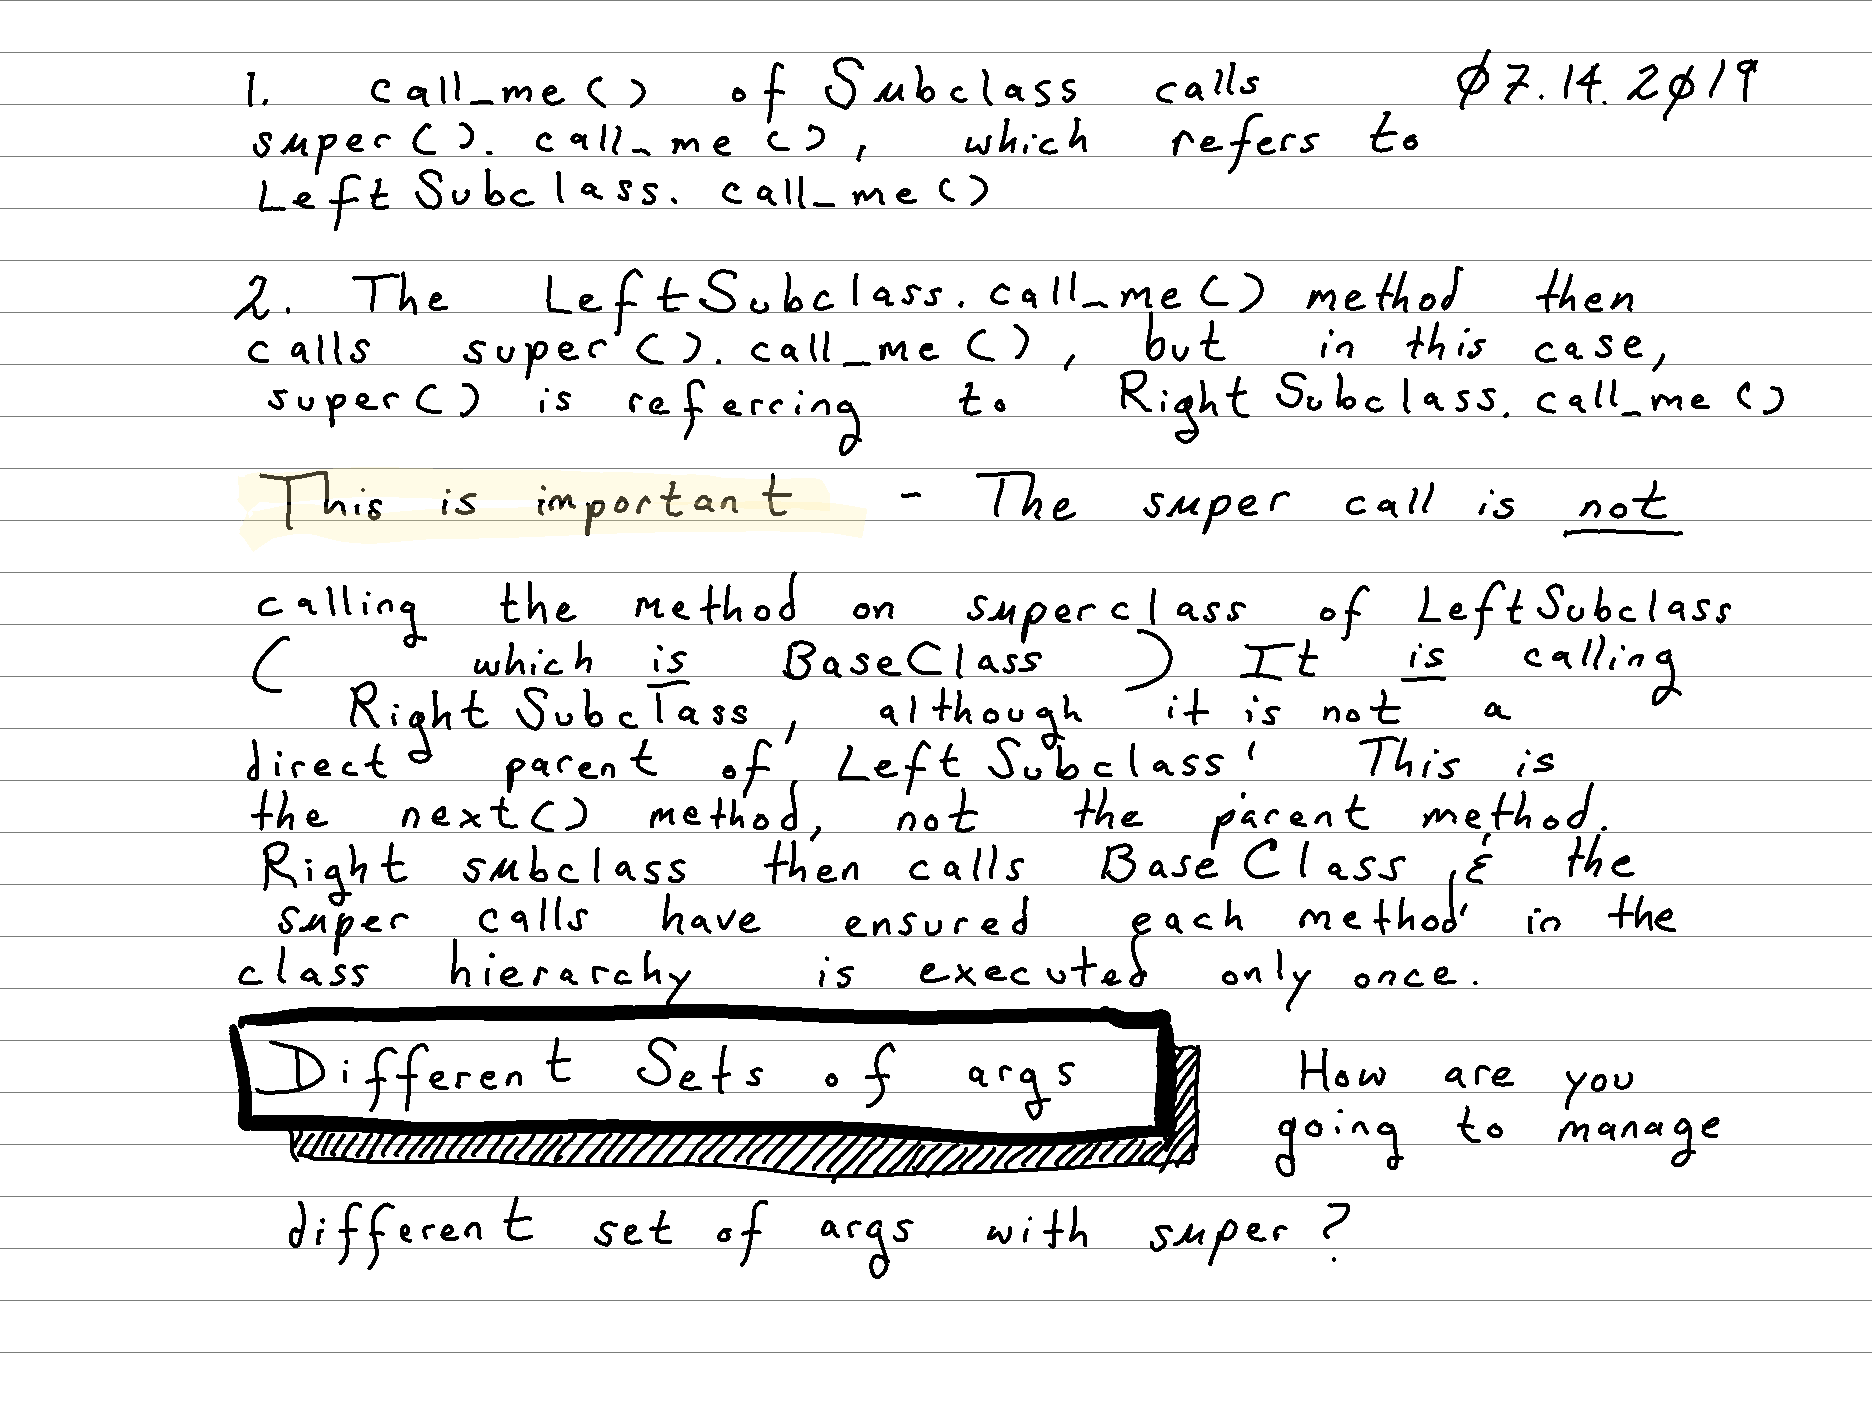 1. call_me() of Subclass calls 07.14.2019
super().call_me(), which refers to
LeftSubclass.call_me()
2. The LeftSubclass.call_me() method then
calls super().call_me(), but in this case,
super() is referring to RightSubclass.call_me()
This is important - The super call is not
calling the method on superclass of LeftSubclass
( which is BaseClass ) It is calling
RightSubclass, although it is not a
direct parent of LeftSubclass! This is
the next() method, not the parent method.
Right subclass then calls BaseClass & the
super calls have ensured each method in the
class hierarchy is executed only once.
Different Sets of args How are you
going to manage
different set of args with super?